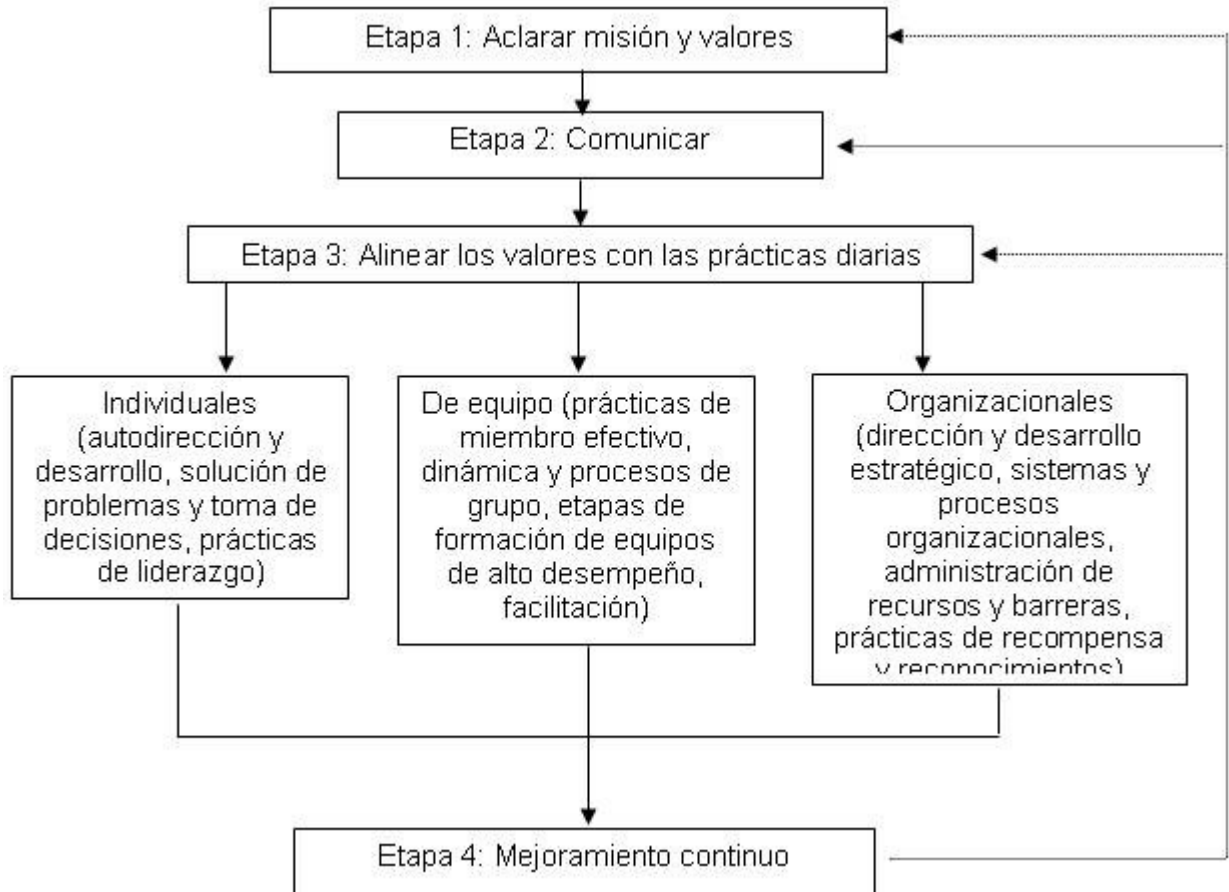 Etapa 1: Aclarar misión y valores
Etapa 2: Comunicar
Etapa 3: Alinear los valores con las prácticas diarias
Individuales
(autodirección y
desarrollo, solución de
problemas y toma de
decisiones, prácticas
de liderazgo)
De equipo (prácticas de
miembro efectivo,
dinámica y procesos de
grupo, etapas de
formación de equipos
de alto desempeño,
facilitación)
Organizacionales
(dirección y desarrollo
estratégico, sistemas y
procesos
organizacionales,
administración de
recursos y barreras,
prácticas de recompensa
y reconocimientos)
Etapa 4: Mejoramiento continuo